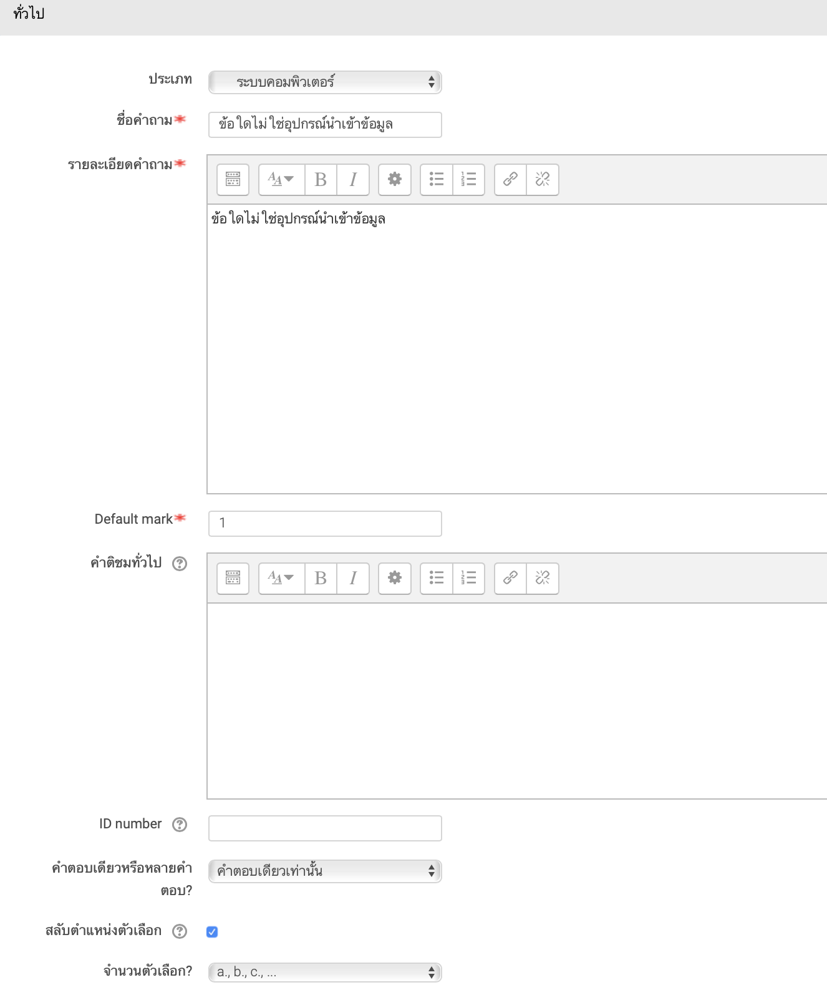 ทั่วไป
ประเภท
ระบบคอมพิวเตอร์
ชื่อคำถาม
ข้อใดไม่ใช่อุปกรณ์นำเข้าข้อมูล
รายละเอียดคำถาม
B I
ข้อใดไม่ใช่อุปกรณ์นำเข้าข้อมูล
Default mark
1
คำติชมทั่วไป
B I
ID number
คำตอบเดียวหรือหลายคำ
ตอบ?
คำตอบเดียวเท่านั้น
สลับตำแหน่งตัวเลือก
จำนวนตัวเลือก?
a., b., c., ...